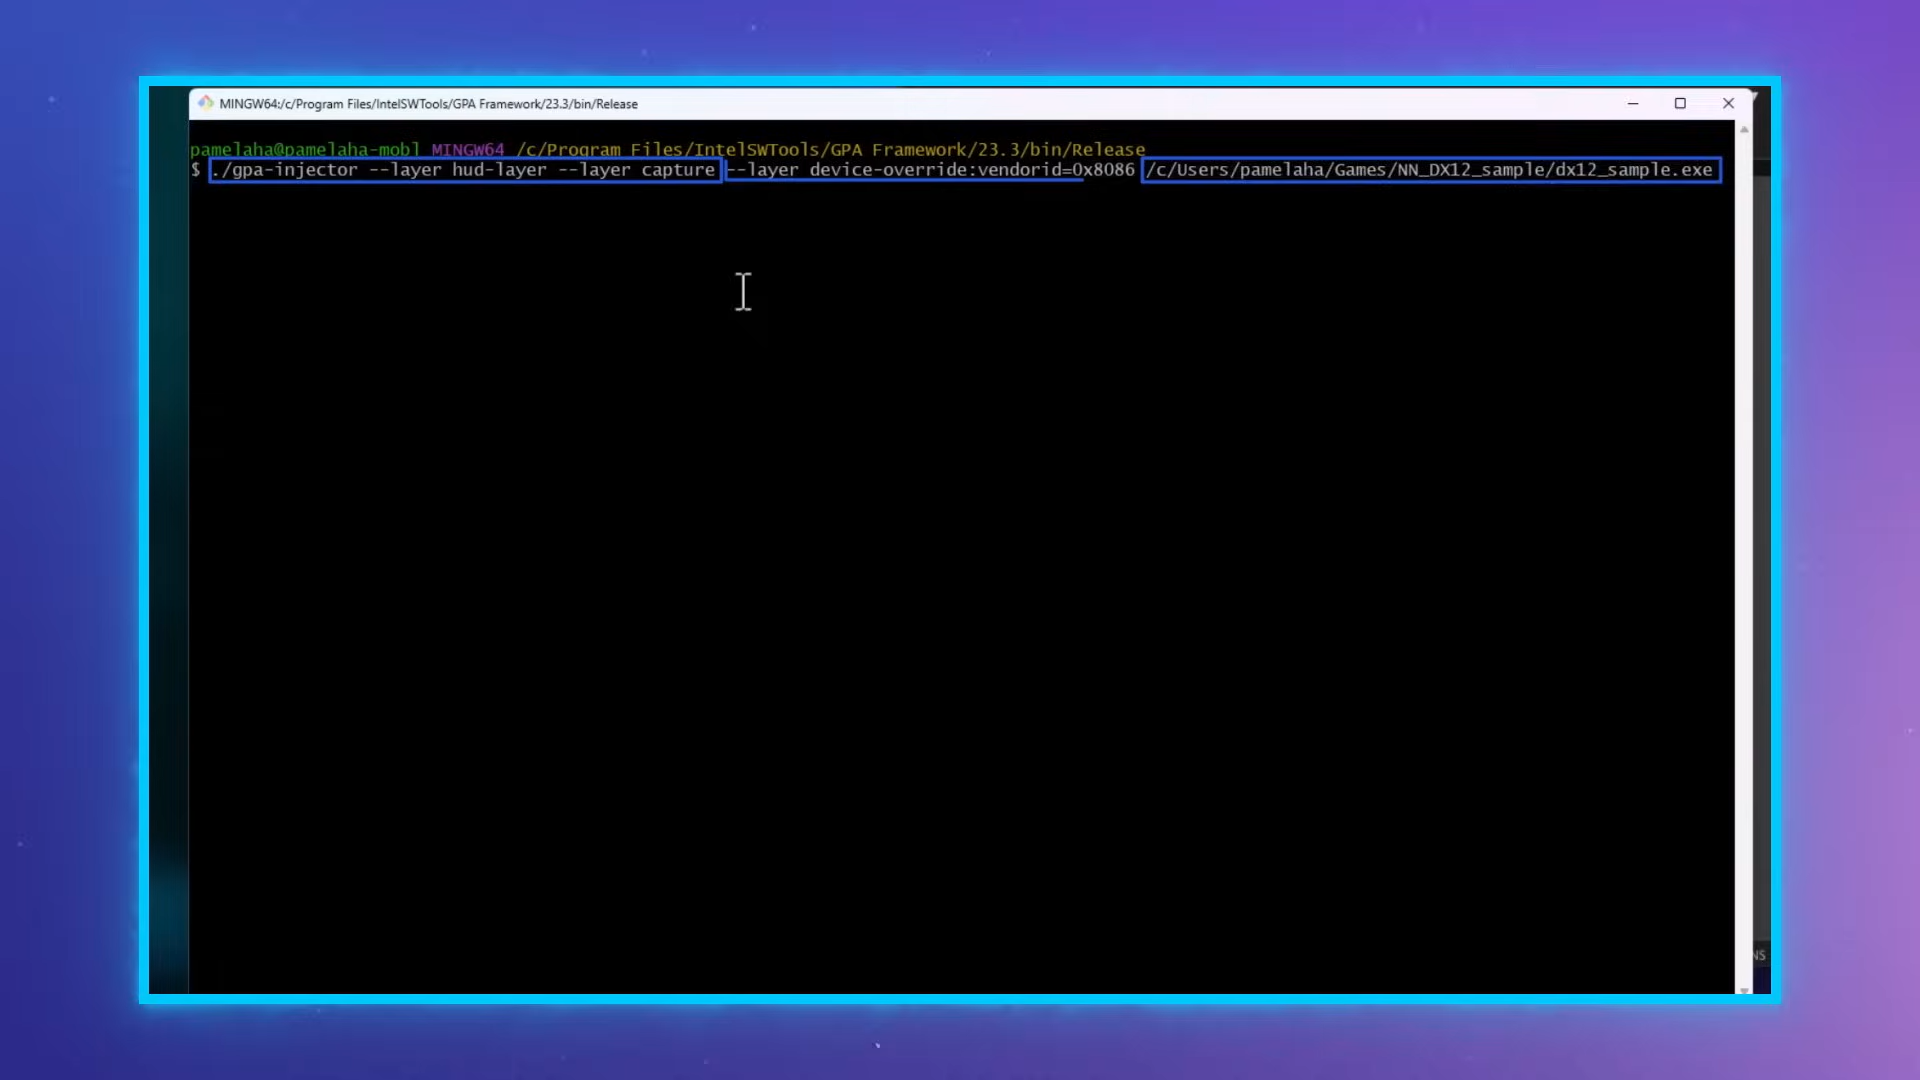 MINGW64:/c/Program Files/IntelSWTools/GPA Framework/23.3/bin/Release
pamelaha@pamelaha-mobl MINGW64 /c/Program Files/IntelSWTools/GPA Framework/23.3/bin/Release
$ ./gpa-injector --layer hud-layer --layer capture --layer device-override:vendorid=0x8086 /c/Users/pamelaha/Games/NN_DX12_sample/dx12_sample.exe
NS